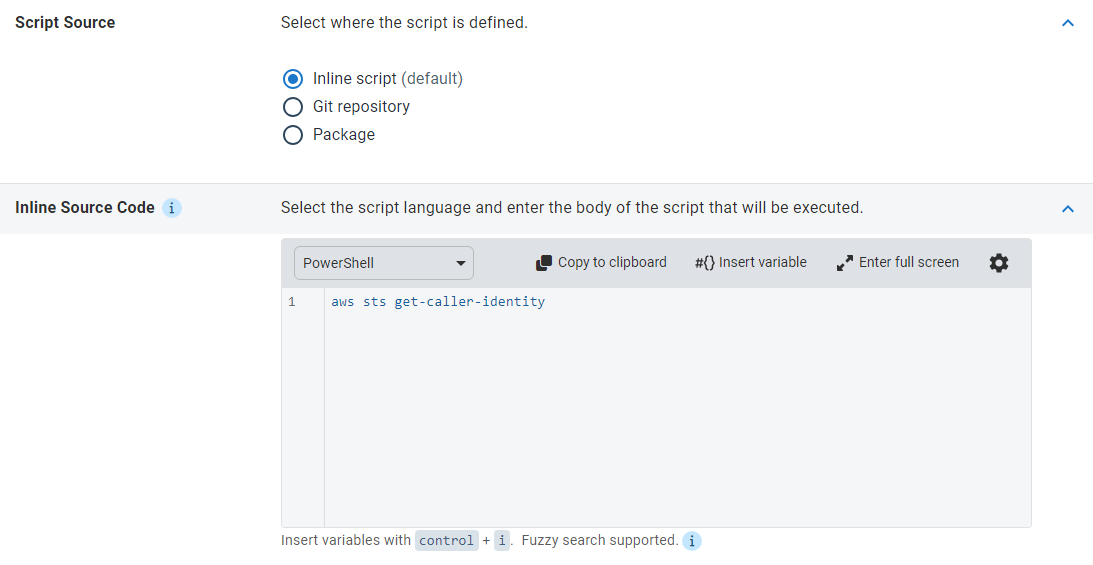 Script Source
Select where the script is defined.
Inline script (default)
Git repository
Package
Inline Source Code i
Select the script language and enter the body of the script that will be executed.
PowerShell
Copy to clipboard
#{} Insert variable
Enter full screen
1 aws sts get-caller-identity
Insert variables with control + i. Fuzzy search supported. i